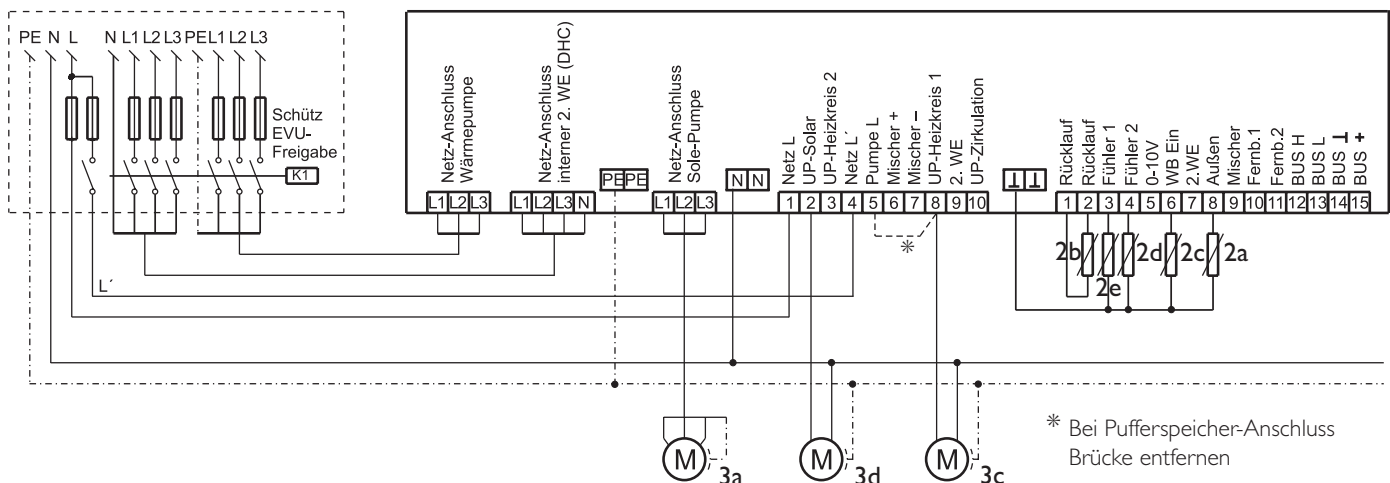 PE N L N L1 L2 L3 PE L1 L2 L3
Schütz
EVU-
Freigabe
K1
L´
Netz-Anschluss
Wärmepumpe
L1 L2 L3
Netz-Anschluss
interner 2. WE (DHC)
L1 L2 L3 N
PE PE
Netz-Anschluss
Sole-Pumpe
L1 L2 L3
N N
Netz L
UP-Solar
UP-Heizkreis 2
Netz L´
Pumpe L
Mischer +
Mischer –
UP-Heizkreis 1
2. WE
UP-Zirkulation
1 2 3 4 5 6 7 8 9 10
*
⊥ ⊥
Rücklauf
Rücklauf
Fühler 1
Fühler 2
0-10V
WB Ein
2.WE
Außen
Mischer
Fernb.1
Fernb.2
BUS H
BUS L
BUS ⊥
BUS +
1 2 3 4 5 6 7 8 9 10 11 12 13 14 15
2b 2e 2d 2c 2a
M 3a
M 3d
M 3c
* Bei Pufferspeicher-Anschluss
Brücke entfernen